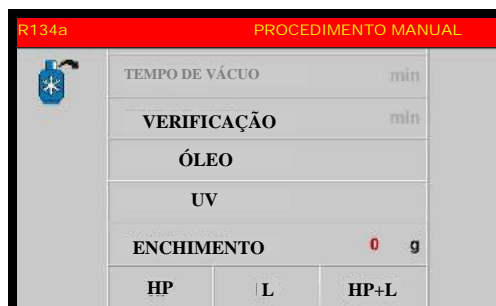 R134a PROCEDIMENTO MANUAL
TEMPO DE VÁCUO min
VERIFICAÇÃO min
ÓLEO
UV
ENCHIMENTO 0 g
HP L HP+L